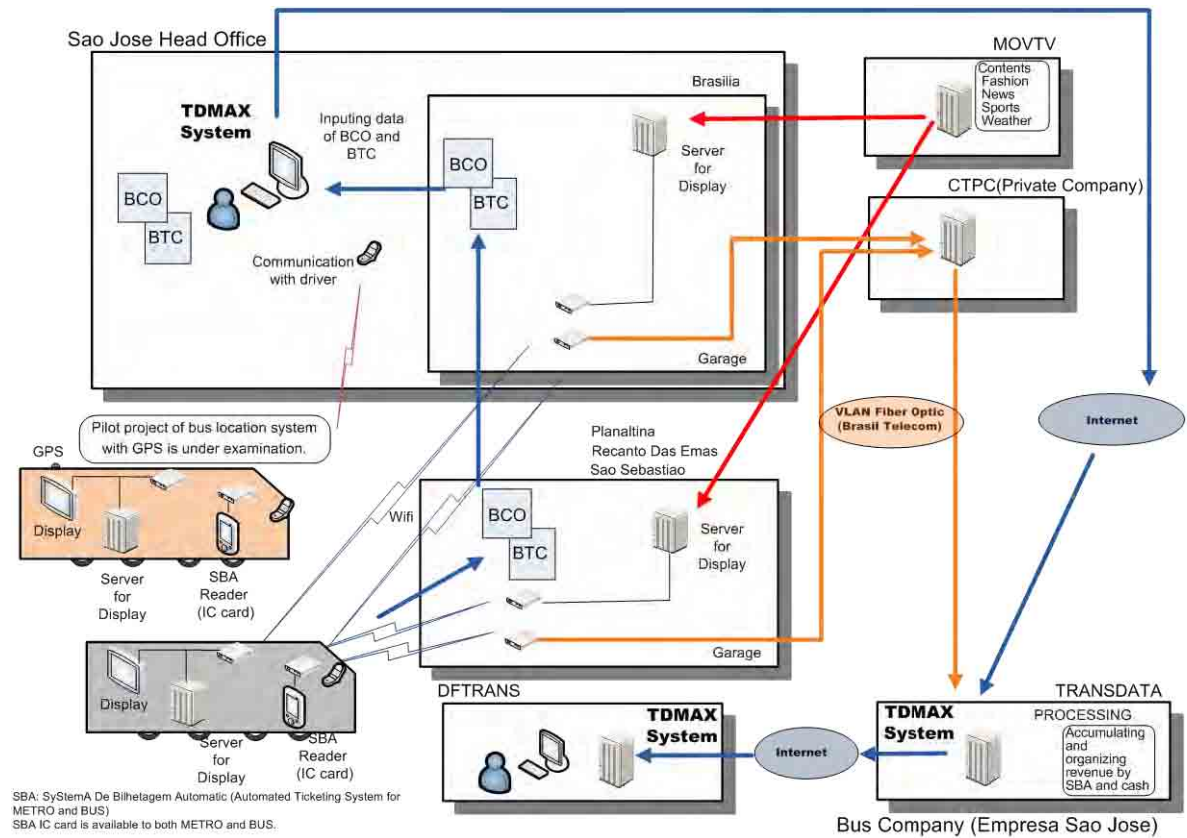 Sao Jose Head Office
TDMAX
System
Inputing data
of BCO and
BTC
BCO
BTC
Communication
with driver
Brasilia
BCO
BTC
Server
for
Display
Garage
MOVTV
Contents
Fashion
News
Sports
Weather
CTPC(Private Company)
VLAN Fiber Optic
(Brasil Telecom)
Internet
Pilot project of bus location system
with GPS is under examination.
GPS
Display
Server
for
Display
SBA
Reader
(IC card)
Wifi
Planaltina
Recanto Das Emas
Sao Sebastiao
BCO
BTC
Server
for
Display
Garage
Display
Server
for
Display
SBA
Reader
(IC card)
DFTRANS
TDMAX
System
Internet
TRANSDATA
TDMAX
System
PROCESSING
Accumulating
and
organizing
revenue by
SBA and cash
Bus Company (Empresa Sao Jose)
SBA: SyStemA De Bilhetagem Automatic (Automated Ticketing System for
METRO and BUS)
SBA IC card is available to both METRO and BUS.